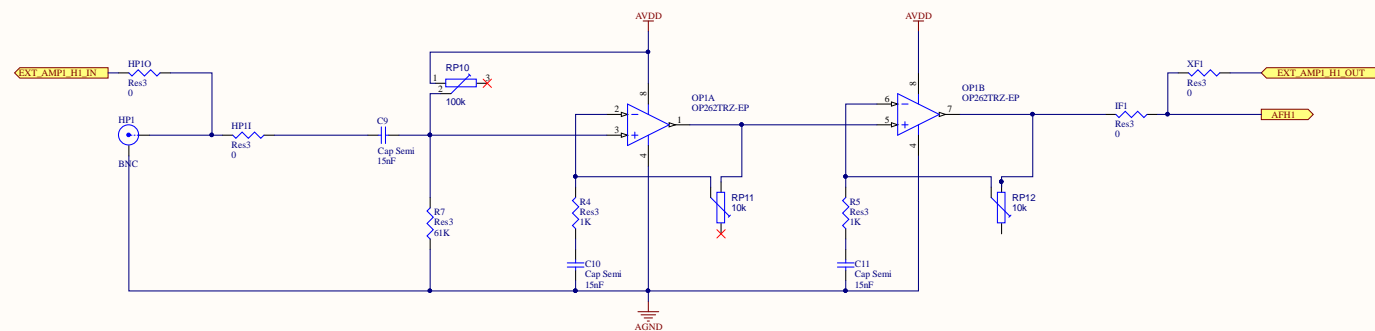 AVDD
AVDD
EXT_AMP1_H1_IN
HP1O
Res3
0
RP10
1
3
2
100k
8
OP1A
OP262TRZ-EP
2
3
1
4
8
OP1B
OP262TRZ-EP
6
5
7
4
XF1
Res3
0
EXT_AMP1_H1_OUT
IF1
Res3
0
AFH1
HP1
BNC
HP1I
Res3
0
C9
Cap Semi
15nF
R7
Res3
61K
R4
Res3
1K
RP11
10k
C10
Cap Semi
15nF
R5
Res3
1K
RP12
10k
C11
Cap Semi
15nF
AGND